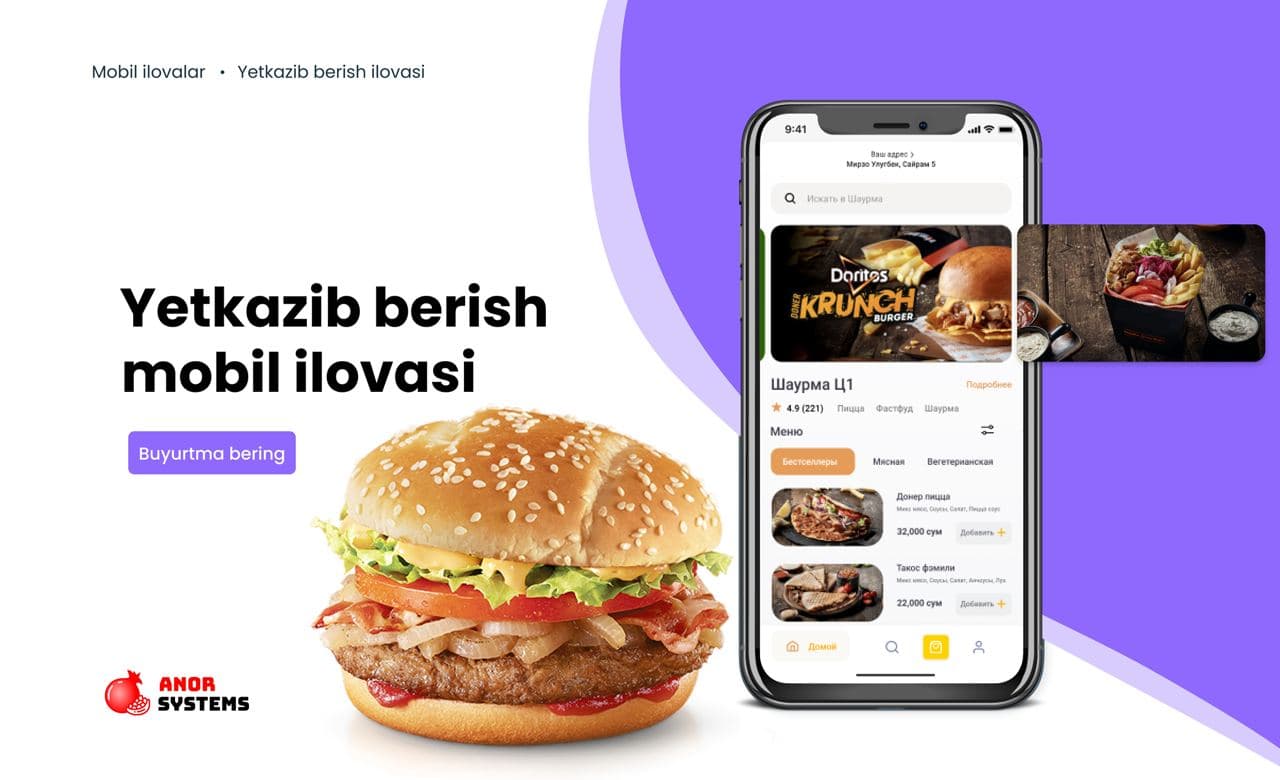 Mobil ilovalar • Yetkazib berish ilovasi
Yetkazib berish
mobil ilovasi
Buyurtma bering
ANOR
SYSTEMS
9:41
Ваш адрес >
Мирзо Улугбек, Сайрам 5
Искать в Шаурма
Doritos
DONER
KRUNCH
BURGER
Шаурма Ц1
Подробнее
4.9 (221) Пицца Фастфуд Шаурма
Меню
Бестселлеры Мясная Вегетерианская
Донер пицца
Микс мясо, Соусы, Салат, Пицца соус
32,000 сум Добавить +
Такос фэмили
Микс мясо, Соусы, Салат, Анчоусы, Лук
22,000 сум Добавить +
Домой